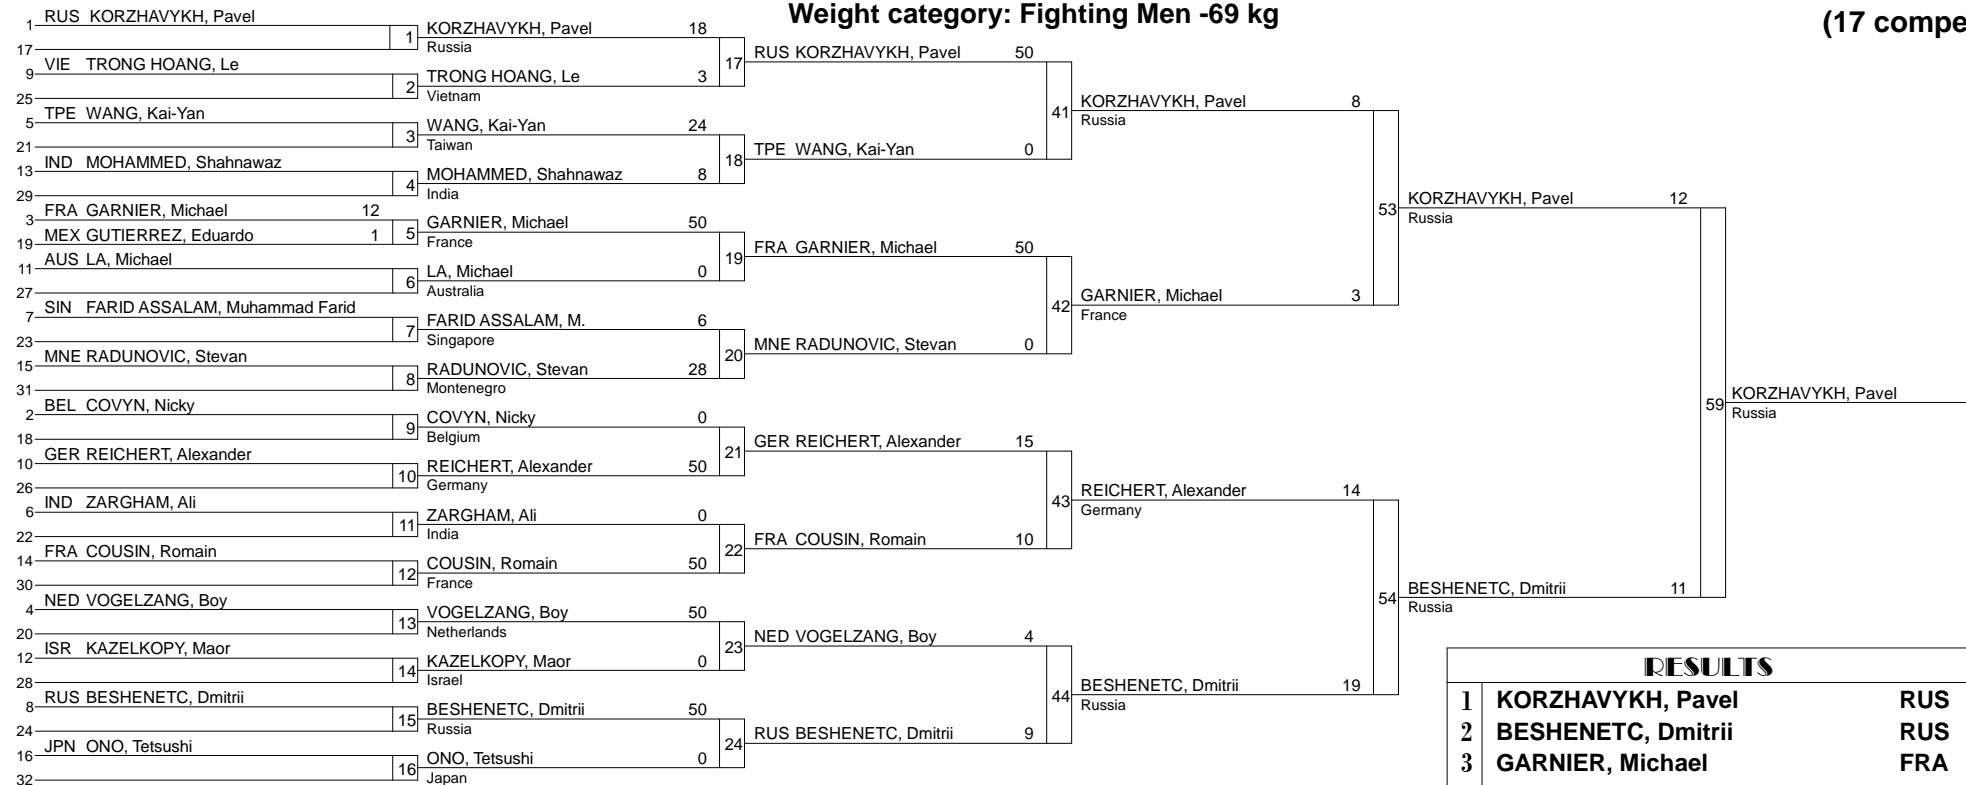 Weight category: Fighting Men -69 kg
(17 compe
1 RUS KORZHAVYKH, Pavel
17
9 VIE TRONG HOANG, Le
25
5 TPE WANG, Kai-Yan
21
13 IND MOHAMMED, Shahnawaz
29
3 FRA GARNIER, Michael 12
19 MEX GUTIERREZ, Eduardo 1
11 AUS LA, Michael
27
7 SIN FARID ASSALAM, Muhammad Farid
23
15 MNE RADUNOVIC, Stevan
31
2 BEL COVYN, Nicky
18
10 GER REICHERT, Alexander
26
6 IND ZARGHAM, Ali
22
14 FRA COUSIN, Romain
30
4 NED VOGELZANG, Boy
20
12 ISR KAZELKOPY, Maor
28
8 RUS BESHENETC, Dmitrii
24
16 JPN ONO, Tetsushi
32
1 KORZHAVYKH, Pavel 18
Russia
2 TRONG HOANG, Le 3
Vietnam
3 WANG, Kai-Yan 24
Taiwan
4 MOHAMMED, Shahnawaz 8
India
5 GARNIER, Michael 50
France
6 LA, Michael 0
Australia
7 FARID ASSALAM, M. 6
Singapore
8 RADUNOVIC, Stevan 28
Montenegro
9 COVYN, Nicky 0
Belgium
10 REICHERT, Alexander 50
Germany
11 ZARGHAM, Ali 0
India
12 COUSIN, Romain 50
France
13 VOGELZANG, Boy 50
Netherlands
14 KAZELKOPY, Maor 0
Israel
15 BESHENETC, Dmitrii 50
Russia
16 ONO, Tetsushi 0
Japan
17 RUS KORZHAVYKH, Pavel 50
18 TPE WANG, Kai-Yan 0
19 FRA GARNIER, Michael 50
20 MNE RADUNOVIC, Stevan 0
21 GER REICHERT, Alexander 15
22 FRA COUSIN, Romain 10
23 NED VOGELZANG, Boy 4
24 RUS BESHENETC, Dmitrii 9
41 KORZHAVYKH, Pavel 8
Russia
42 GARNIER, Michael 3
France
43 REICHERT, Alexander 14
Germany
44 BESHENETC, Dmitrii 19
Russia
53 KORZHAVYKH, Pavel 12
Russia
54 BESHENETC, Dmitrii 11
Russia
59 KORZHAVYKH, Pavel
Russia
RESULTS
1 KORZHAVYKH, Pavel RUS
2 BESHENETC, Dmitrii RUS
3 GARNIER, Michael FRA